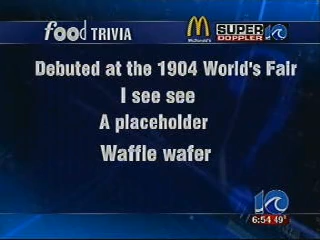 food TRIVIA
McDonald's
SUPER
DOPPLER 10
Debuted at the 1904 World's Fair
I see see
A placeholder
Waffle wafer
10
6:54 49°